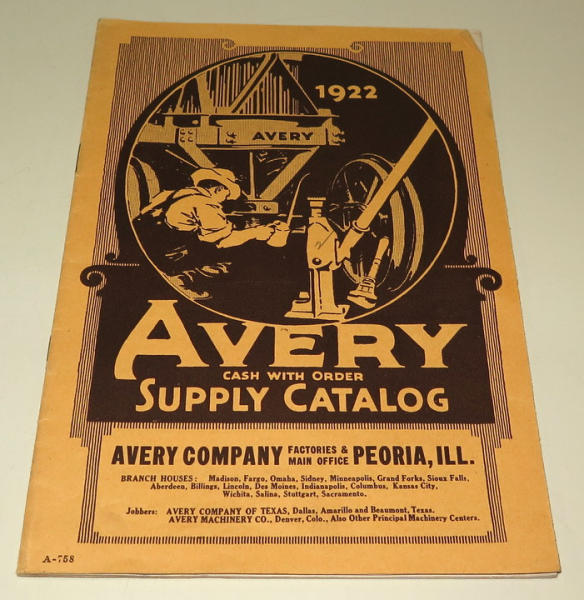 1922
AVERY
AVERY
CASH WITH ORDER
SUPPLY CATALOG
AVERY COMPANY FACTORIES & MAIN OFFICE PEORIA, ILL.
BRANCH HOUSES: Madison, Fargo, Omaha, Sidney, Minneapolis, Grand Forks, Sioux Falls,
Aberdeen, Billings, Lincoln, Des Moines, Indianapolis, Columbus, Kansas City,
Wichita, Salina, Stuttgart, Sacramento.
Jobbers: AVERY COMPANY OF TEXAS, Dallas, Amarillo and Beaumont, Texas.
AVERY MACHINERY CO., Denver, Colo., Also Other Principal Machinery Centers.
A-758